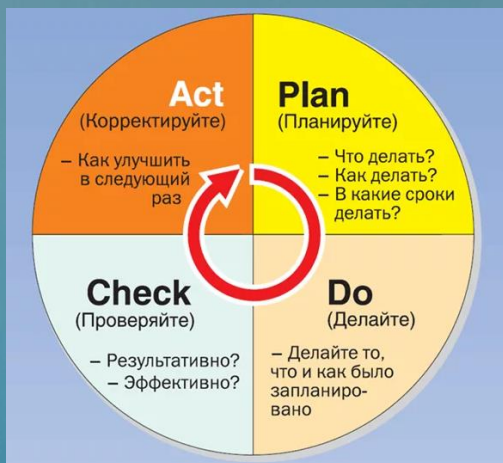 Act
(Корректируйте)
– Как улучшить
в следующий
раз
Plan
(Планируйте)
– Что делать?
– Как делать?
– В какие сроки
делать?
Check
(Проверяйте)
– Результативно?
– Эффективно?
Do
(Делайте)
– Делайте то,
что и как было
запланиро-
вано